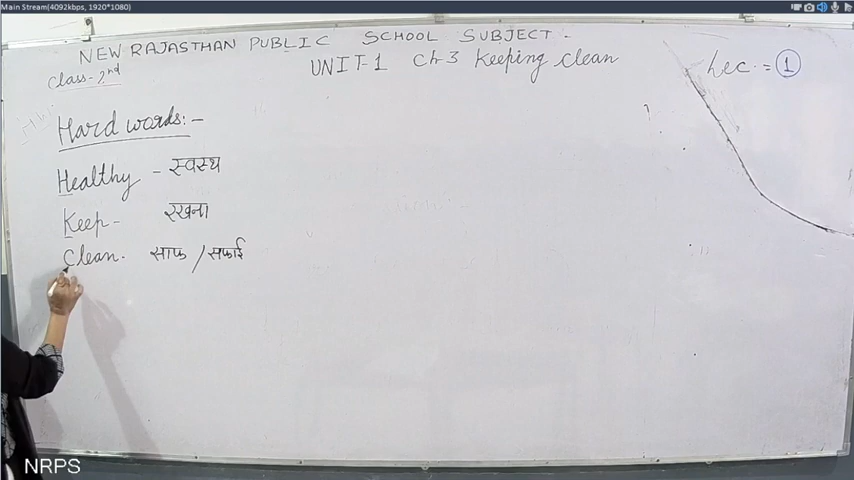 Main Stream(4092kbps, 1920*1080)
NEW RAJASTHAN PUBLIC SCHOOL SUBJECT -
Class-2nd
UNIT-1 Ch-3 Keeping Clean
Lec. = 1
Hard words:-
Healthy - स्वस्थ
Keep- रखना
Clean. साफ / सफाई
NRPS